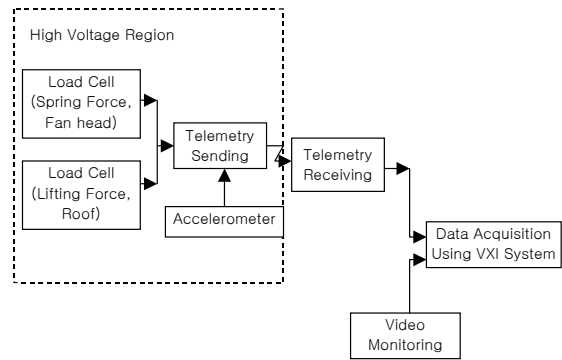 High Voltage Region
Load Cell
(Spring Force,
Fan head)
Load Cell
(Lifting Force,
Roof)
Telemetry
Sending
Accelerometer
Telemetry
Receiving
Data Acquisition
Using VXI System
Video
Monitoring